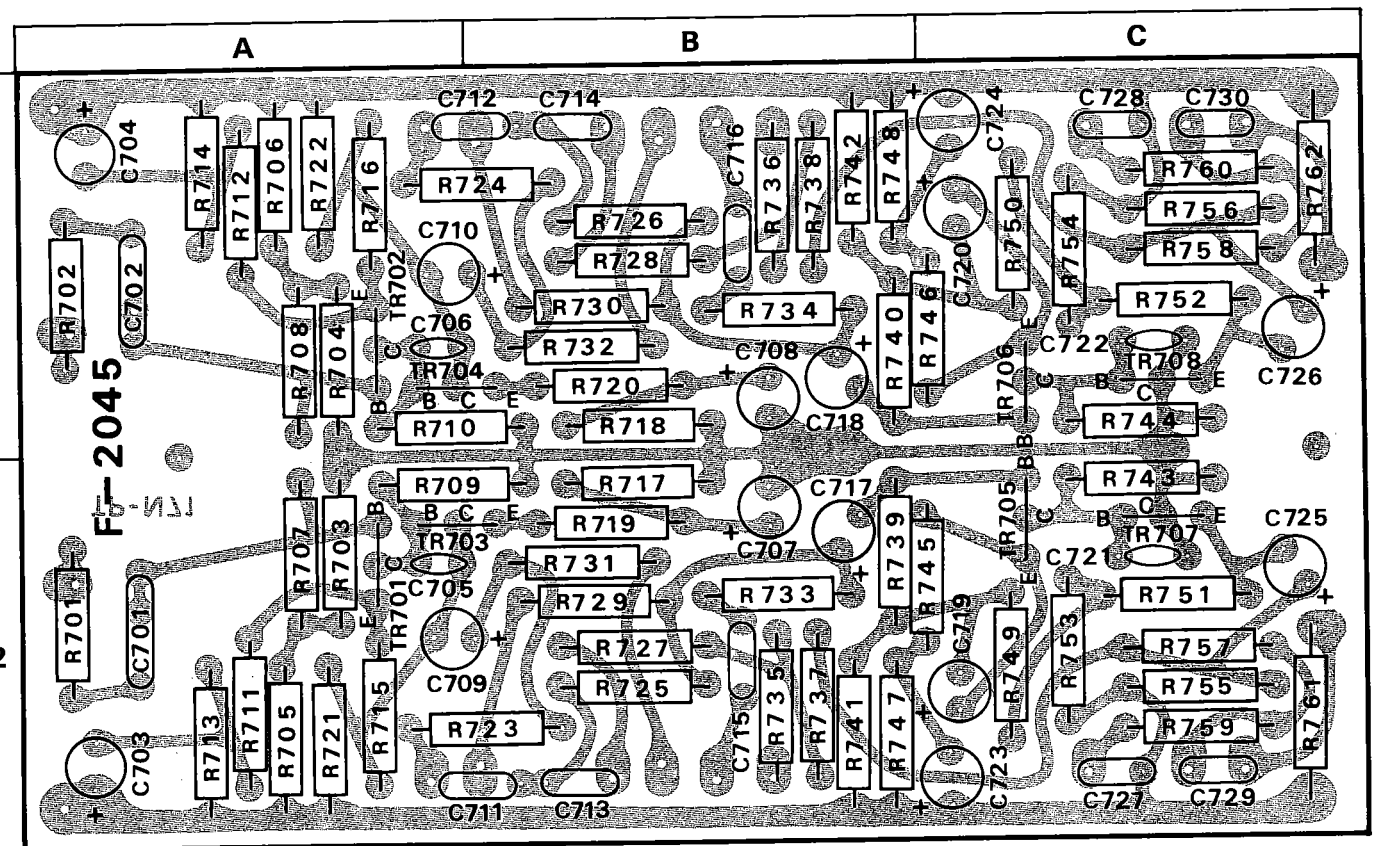 A B C
C712 C714 C724 C728 C730
C704 R714 R712 R706 R722 R716 R724 C716 R736 R738 R742 R748 R760 R762
R726 R750 R754 R756
C710 R728 C720 R758
R702 C702 TR702 R730 R734 R746 R752
R708 R704 E C706 R732 C708 R740 E C722 TR708 C726
C TR704 R720 C718 TR706 C B E
B B C E C
R710 R718 B R744
F-2045
TP-N71
R709 R717 C717 B R743
B B C E R719 C707 R739 TR705 C B C E C725
R707 R703 C TR703 R731 R745 C721 TR707
R701 C701 E TR701 C705 R729 R733 E R751
C709 R727 C719 R749 R753 R757
R713 R711 R705 R721 R715 R725 C715 R735 R737 R741 R747 R755 R761
C703 R723 C723 R759
C711 C713 C727 C729
2